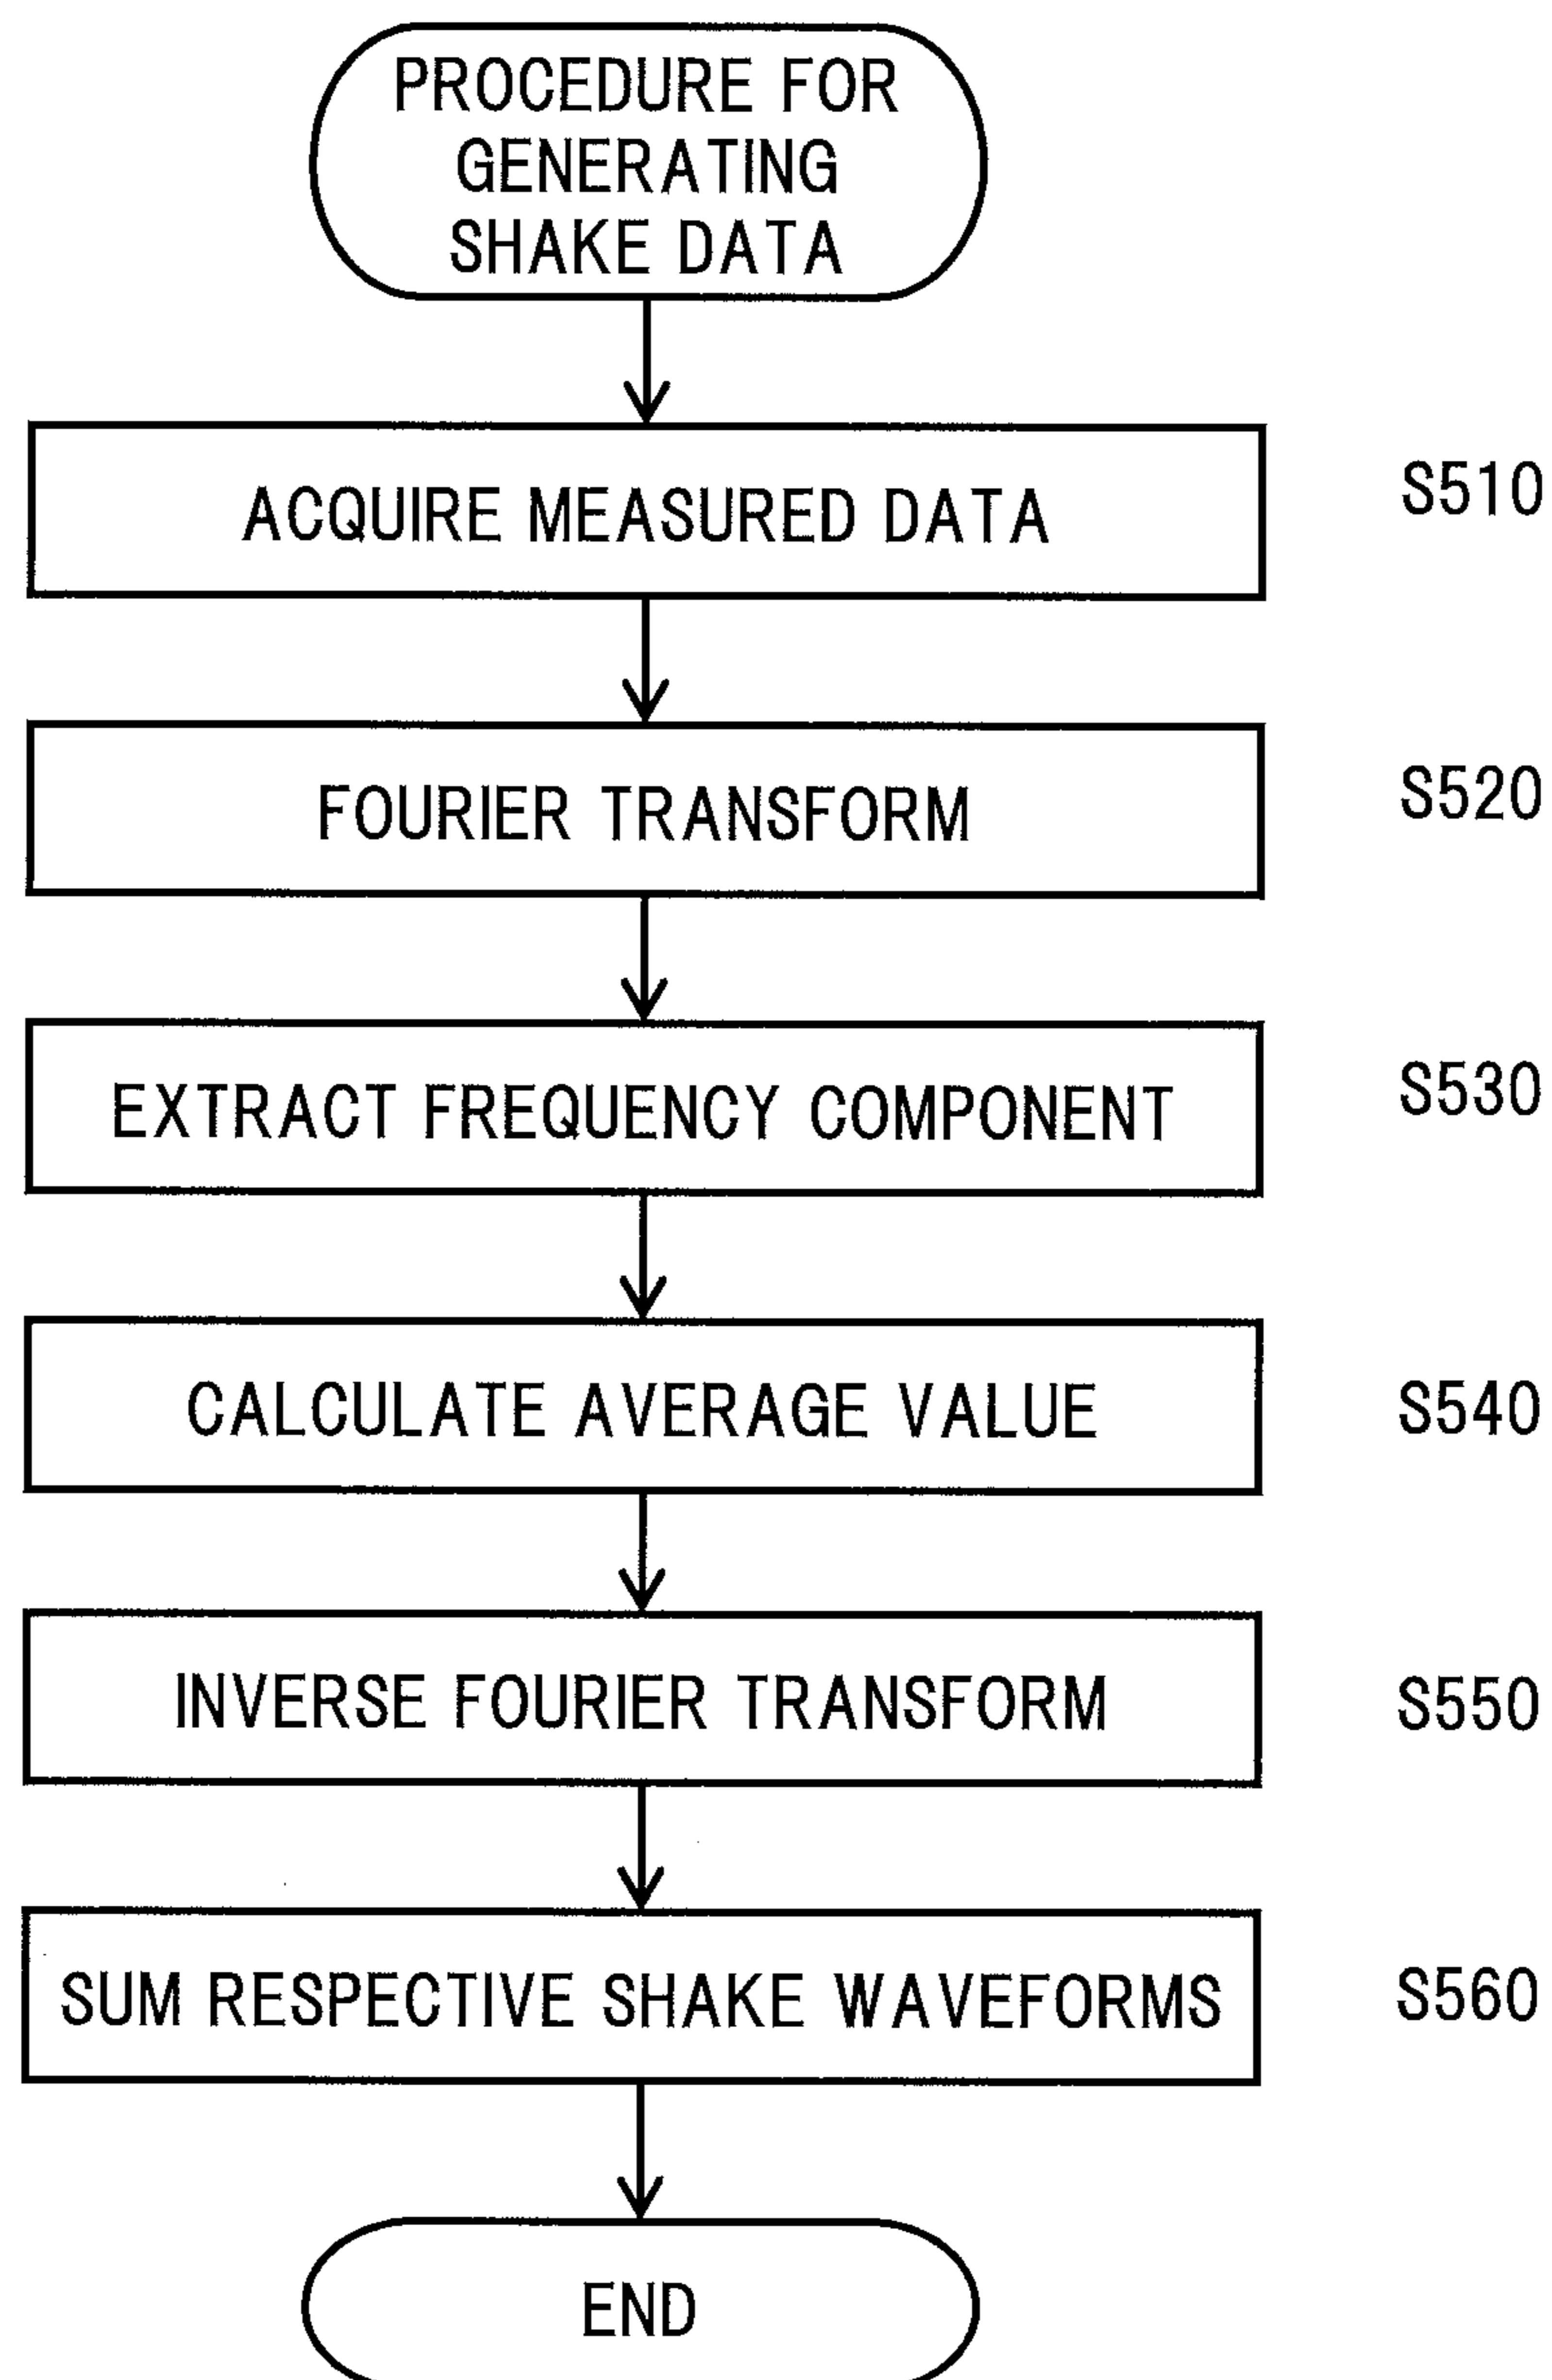 PROCEDURE FOR
GENERATING
SHAKE DATA
ACQUIRE MEASURED DATA
S510
FOURIER TRANSFORM
S520
EXTRACT FREQUENCY COMPONENT
S530
CALCULATE AVERAGE VALUE
S540
INVERSE FOURIER TRANSFORM
S550
SUM RESPECTIVE SHAKE WAVEFORMS
S560
END